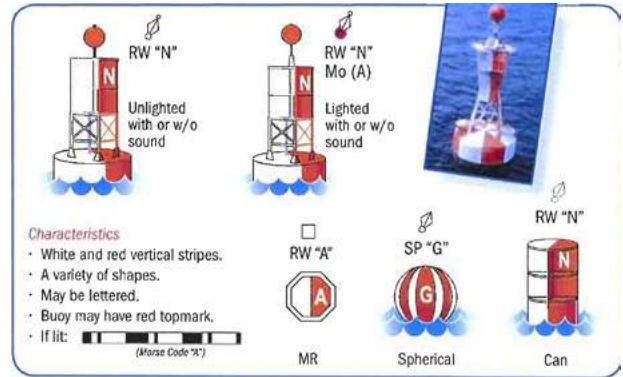 RW “N”
N
Unlighted
with or w/o
sound
RW “N”
Mo (A)
N
Lighted
with or w/o
sound
Characteristics
· White and red vertical stripes.
· A variety of shapes.
· May be lettered.
· Buoy may have red topmark.
· If lit:
(Morse Code "A")
RW “A”
A
MR
SP “G”
G
Spherical
RW “N”
N
Can